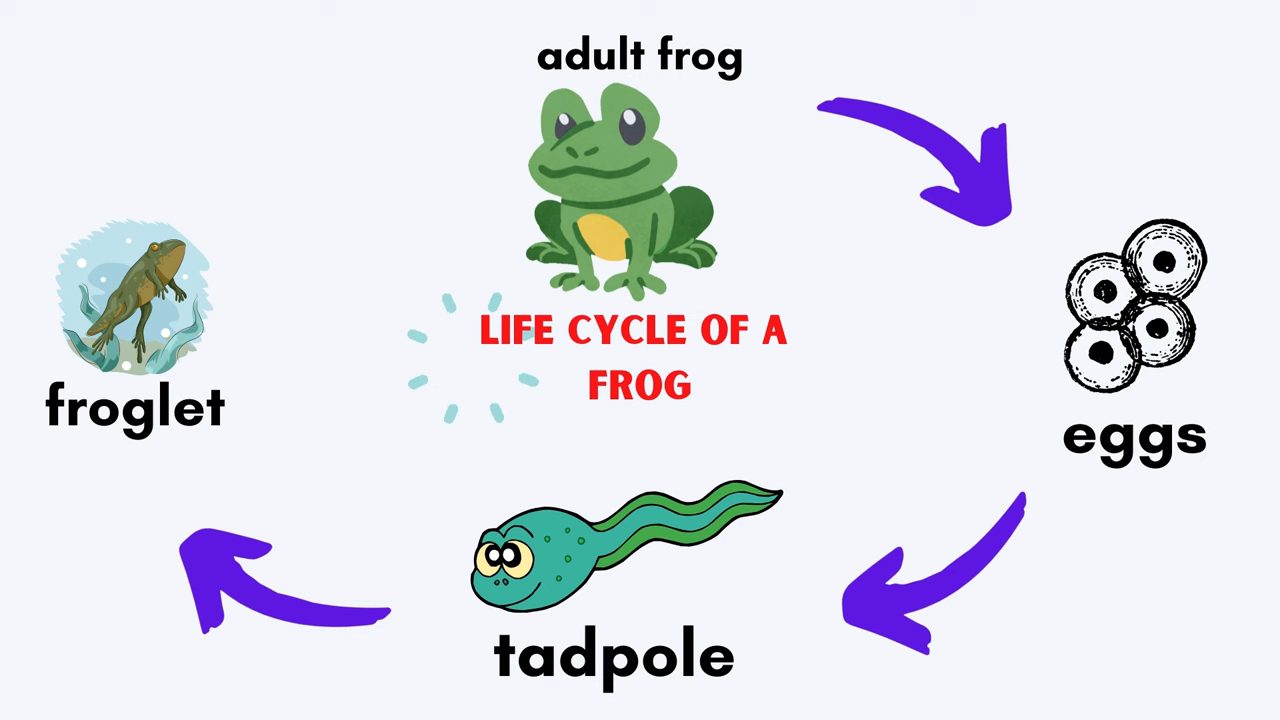 adult frog
LIFE CYCLE OF A
FROG
froglet
eggs
tadpole